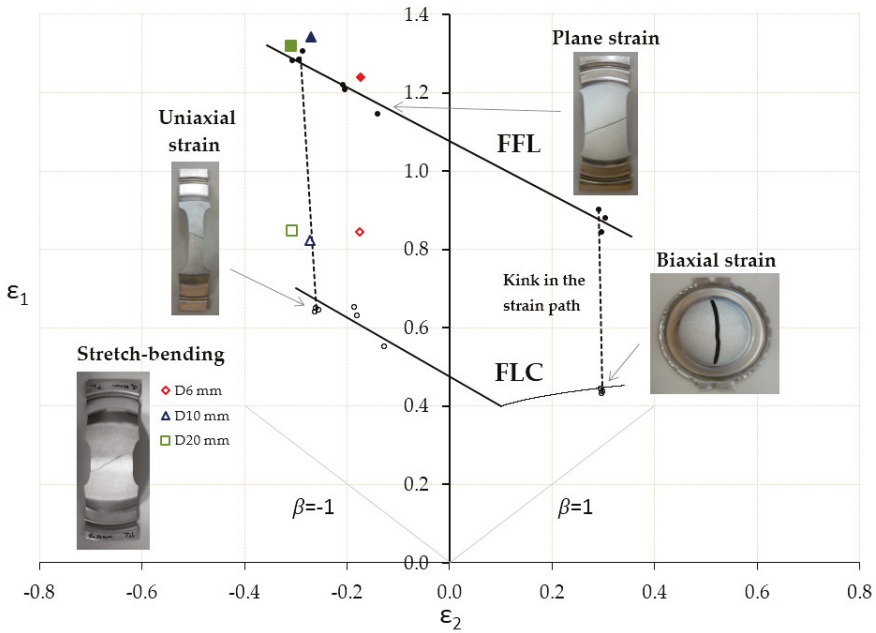 1.4
Plane strain
1.2
Uniaxial
strain
FFL
1.0
0.8
Biaxial strain
ε1
Kink in the
strain path
0.6
Stretch-bending
FLC
D6 mm
D10 mm
D20 mm
0.4
0.2
β=-1
β=1
0.0
-0.8
-0.6
-0.4
-0.2
0.0
0.2
0.4
0.6
0.8
ε2